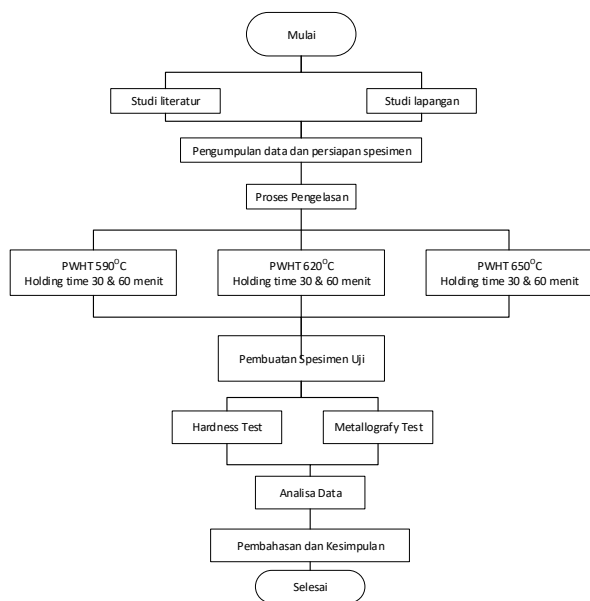 Mulai
Studi literatur
Studi lapangan
Pengumpulan data dan persiapan spesimen
Proses Pengelasan
PWHT 590°C
Holding time 30 & 60 menit
PWHT 620°C
Holding time 30 & 60 menit
PWHT 650°C
Holding time 30 & 60 menit
Pembuatan Spesimen Uji
Hardness Test
Metallografy Test
Analisa Data
Pembahasan dan Kesimpulan
Selesai